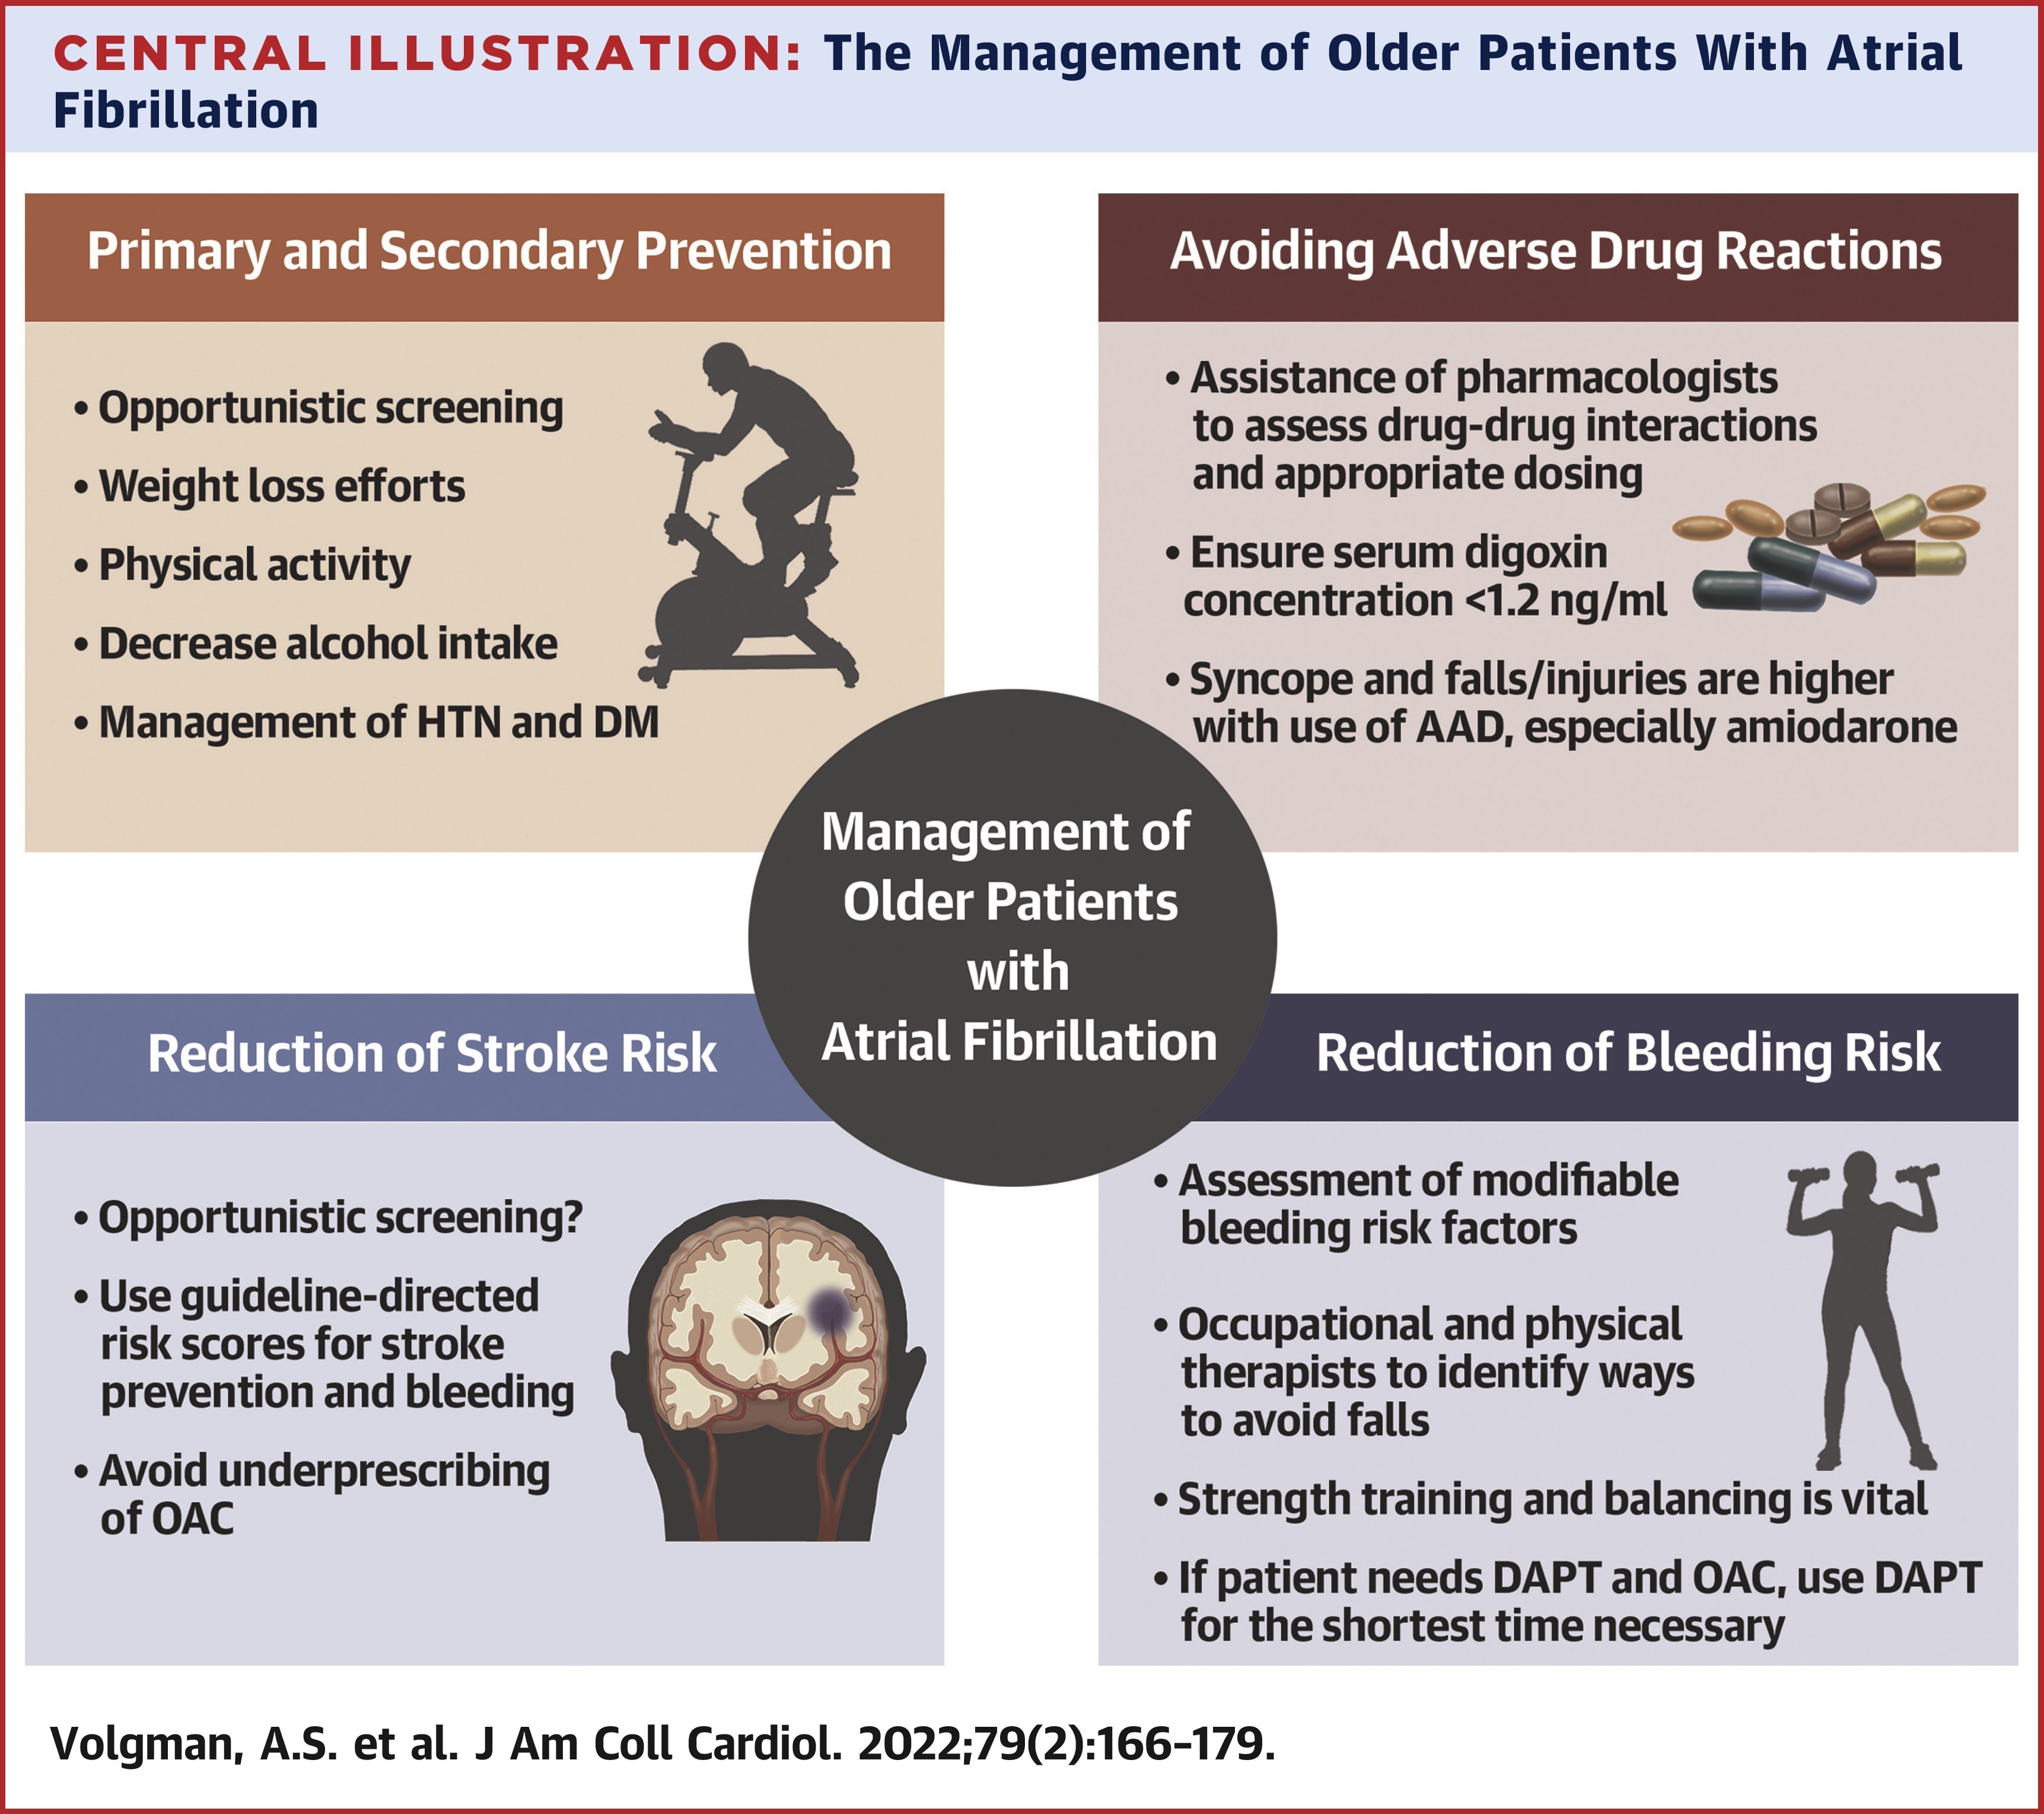 CENTRAL ILLUSTRATION: The Management of Older Patients With Atrial
Fibrillation
Primary and Secondary Prevention
• Opportunistic screening
• Weight loss efforts
• Physical activity
• Decrease alcohol intake
• Management of HTN and DM
Avoiding Adverse Drug Reactions
• Assistance of pharmacologists
to assess drug-drug interactions
and appropriate dosing
• Ensure serum digoxin
concentration <1.2 ng/ml
• Syncope and falls/injuries are higher
with use of AAD, especially amiodarone
Management of
Older Patients
with
Atrial Fibrillation
Reduction of Stroke Risk
• Opportunistic screening?
• Use guideline-directed
risk scores for stroke
prevention and bleeding
• Avoid underprescribing
of OAC
Reduction of Bleeding Risk
• Assessment of modifiable
bleeding risk factors
• Occupational and physical
therapists to identify ways
to avoid falls
• Strength training and balancing is vital
• If patient needs DAPT and OAC, use DAPT
for the shortest time necessary
Volgman, A.S. et al. J Am Coll Cardiol. 2022;79(2):166–179.